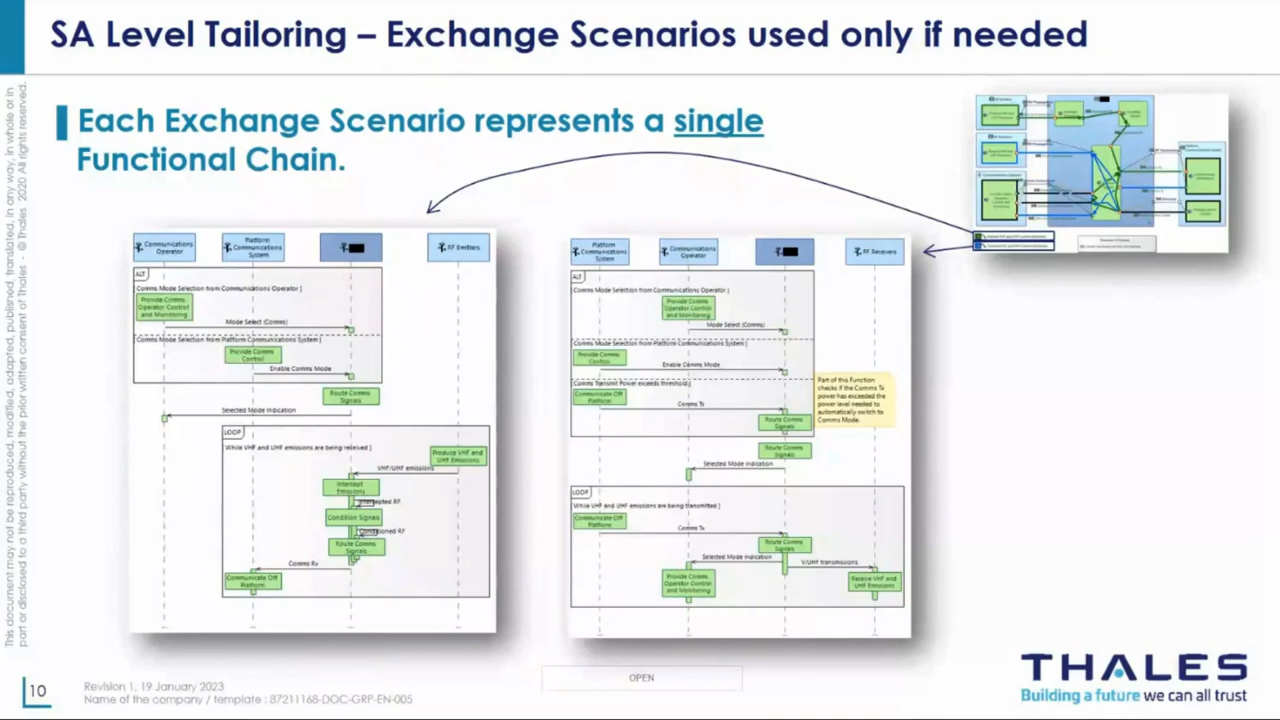 SA Level Tailoring – Exchange Scenarios used only if needed
Each Exchange Scenario represents a single
Functional Chain.
Communications
Operator
Platform
Communications
System
RF Emitters
ALT
Comms Mode Selection from Communications Operator ]
Provide Comms
Operator Control
and Monitoring
Mode Select (Comms)
Comms Mode Selection from Platform Communications System ]
Provide Comms
Control
Enable Comms Mode
Route Comms
Signals
Selected Mode Indication
LOOP
[While VHF and UHF emissions are being received ]
Produce VHF and
UHF Emissions
VHF/UHF emissions
Intercept
Emissions
Intercepted RF
Condition Signals
Conditioned RF
Route Comms
Signals
Comms Rx
Communicate Off
Platform
Platform
Communications
System
Communications
Operator
RF Receivers
ALT
Comms Mode Selection from Communications Operator ]
Provide Comms
Operator Control
and Monitoring
Mode Select (Comms)
Comms Mode Selection from Platform Communications System ]
Provide Comms
Control
Enable Comms Mode
Comms Transmit Power exceeds threshold ]
Communicate Off
Platform
Comms Tx
Route Comms
Signals
Part of this Function
checks if the Comms Tx
power has exceeded the
power level needed to
automatically switch to
Comms Mode.
Route Comms
Signals
Selected Mode Indication
LOOP
[While VHF and UHF emissions are being transmitted ]
Communicate Off
Platform
Comms Tx
Route Comms
Signals
Selected Mode Indication
V/UHF transmissions
Provide Comms
Operator Control
and Monitoring
Receive VHF and
UHF Emissions
This document may not be reproduced, modified, adapted, published, translated, in any way, in whole or in
part or disclosed to a third party without the prior written consent of Thales - © Thales 2020 All rights reserved.
10
Revision 1, 19 January 2023
Name of the company / template : 87211168-DOC-GRP-EN-005
OPEN
THALES
Building a future we can all trust